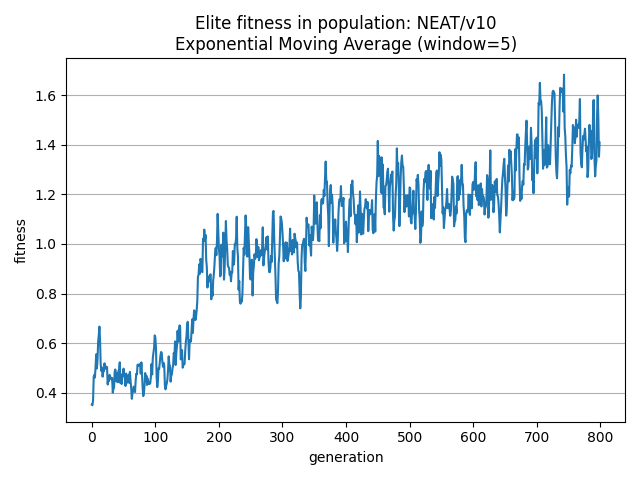 Elite fitness in population: NEAT/v10
Exponential Moving Average (window=5)
fitness
1.6
1.4
1.2
1.0
0.8
0.6
0.4
0 100 200 300 400 500 600 700 800
generation